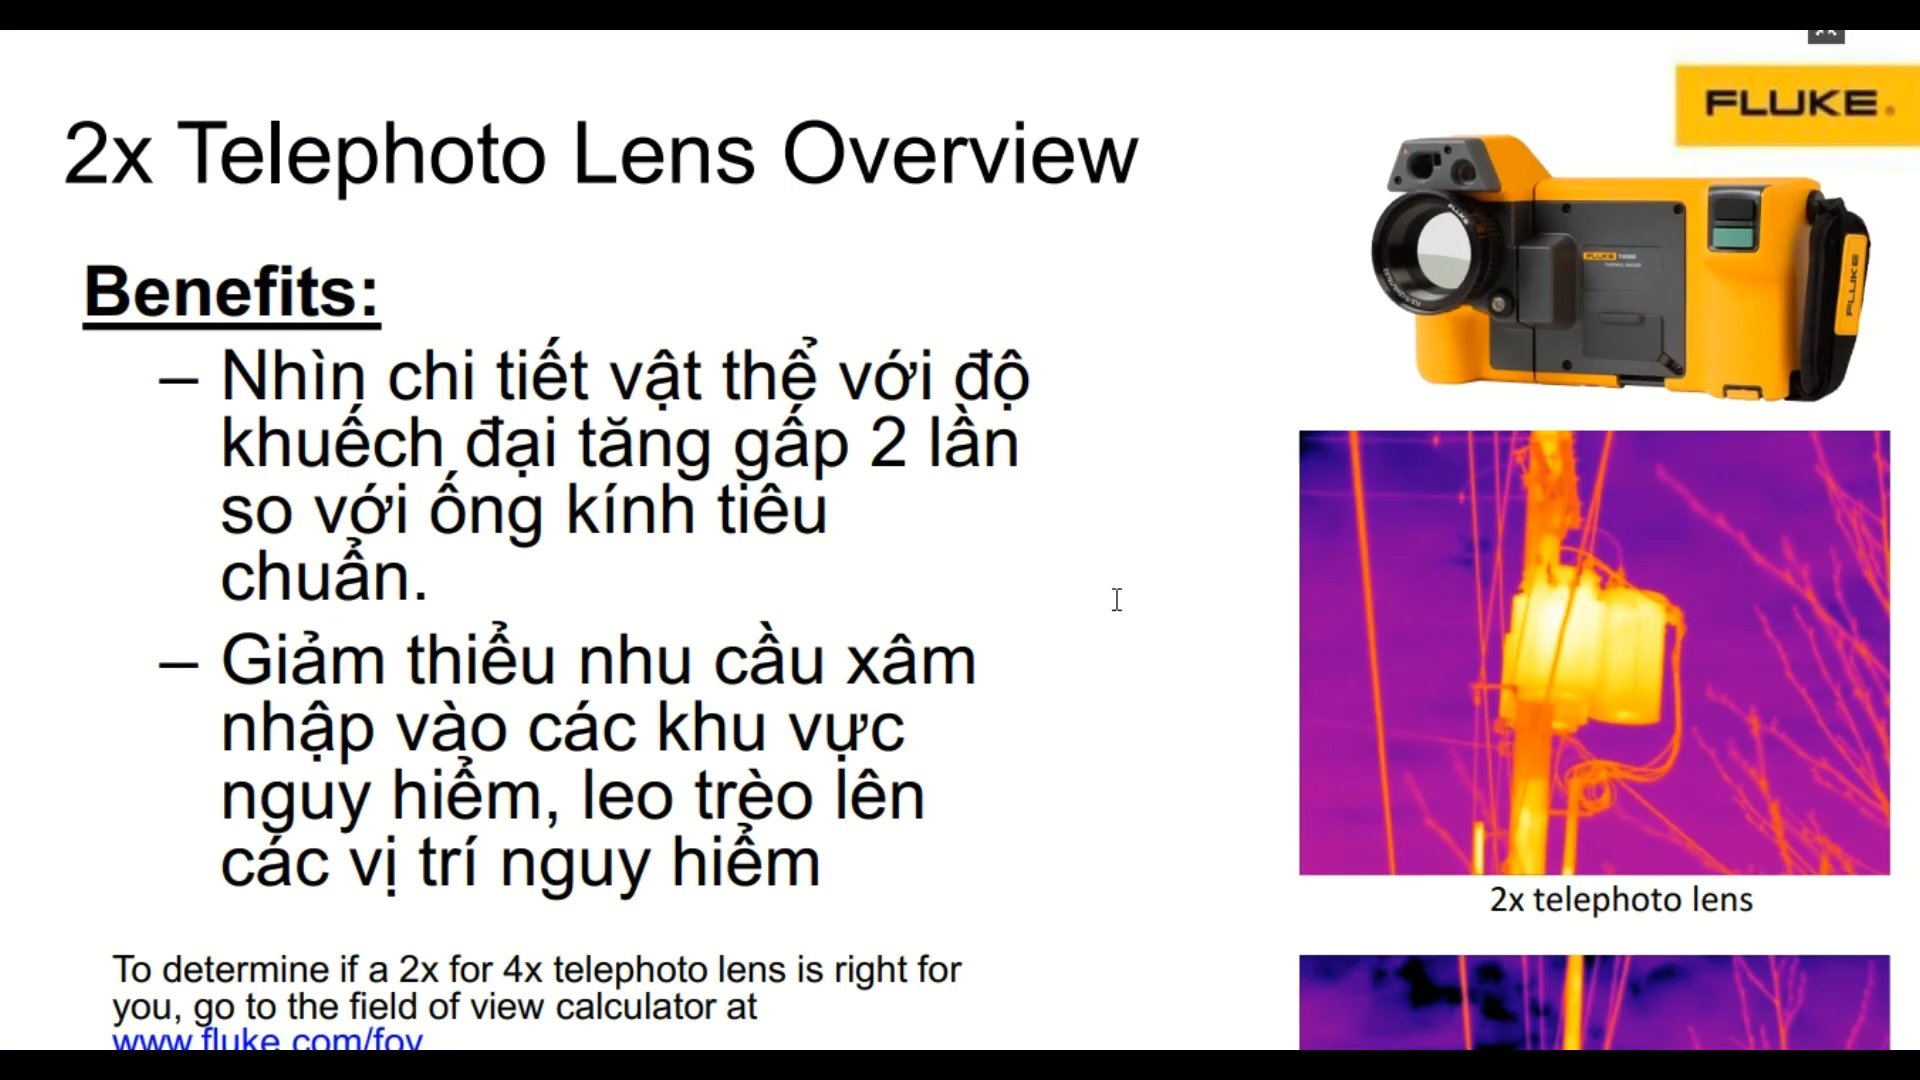 FLUKE®
2x Telephoto Lens Overview
Benefits:
– Nhìn chi tiết vật thể với độ
khuếch đại tăng gấp 2 lần
so với ống kính tiêu
chuẩn.
– Giảm thiểu nhu cầu xâm
nhập vào các khu vực
nguy hiểm, leo trèo lên
các vị trí nguy hiểm
To determine if a 2x for 4x telephoto lens is right for
you, go to the field of view calculator at
www.fluke.com/fov
FLUKE
FLUKE
FLUKE
2x telephoto lens